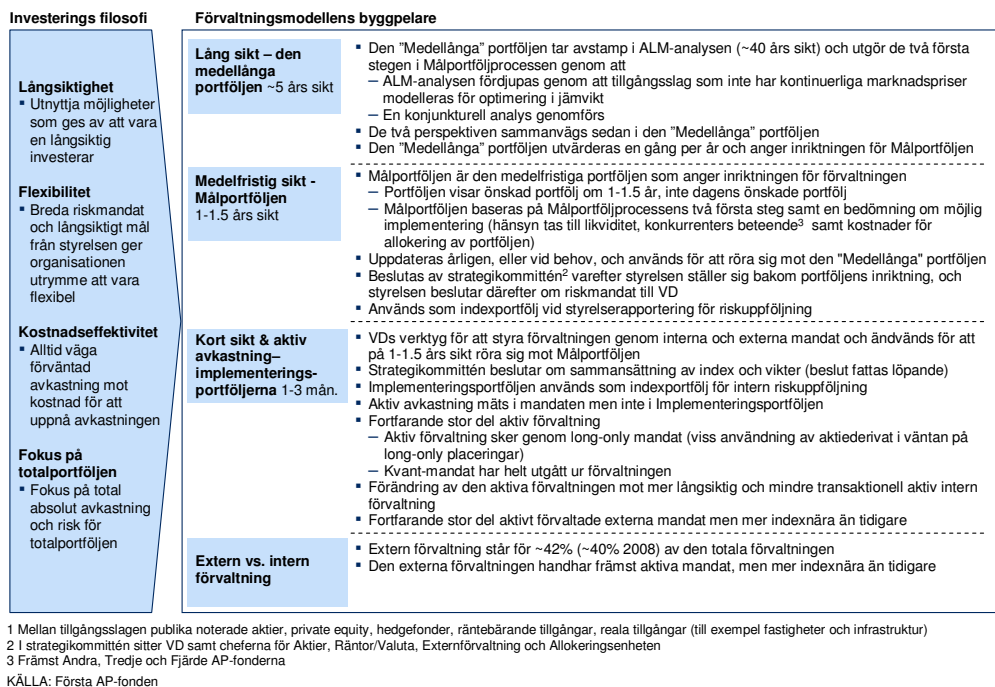 Investerings filosofi
Förvaltningsmodellens byggpelare
Långsiktighet
▪ Utnyttja möjligheter
som ges av att vara
en långsiktig
investerar
Flexibilitet
▪ Breda riskmandat
och långsiktigt mål
från styrelsen ger
organisationen
utrymme att vara
flexibel
Kostnadseffektivitet
▪ Alltid väga
förväntad
avkastning mot
kostnad för att
uppnå avkastningen
Fokus på
totalportföljen
▪ Fokus på total
absolut avkastning
och risk för
totalportföljen
Lång sikt – den
medellånga
portföljen ~5 års sikt
▪ Den ”Medellånga” portföljen tar avstamp i ALM-analysen (~40 års sikt) och utgör de två första
stegen i Målportföljprocessen genom att
– ALM-analysen fördjupas genom att tillgångsslag som inte har kontinuerliga marknadspriser
modelleras för optimering i jämvikt
– En konjunkturell analys genomförs
▪ De två perspektiven sammanvägs sedan i den ”Medellånga” portföljen
▪ Den ”Medellånga” portföljen utvärderas en gång per år och anger inriktningen för Målportföljen
Medelfristig sikt -
Målportföljen
1-1.5 års sikt
▪ Målportföljen är den medelfristiga portföljen som anger inriktningen för förvaltningen
– Portföljen visar önskad portfölj om 1-1.5 år, inte dagens önskade portfölj
– Målportföljen baseras på Målportföljprocessens två första steg samt en bedömning om möjlig
implementering (hänsyn tas till likviditet, konkurrenters beteende3 samt kostnader för
allokering av portföljen)
▪ Uppdateras årligen, eller vid behov, och används för att röra sig mot den "Medellånga" portföljen
▪ Beslutas av strategikommittén2 varefter styrelsen ställer sig bakom portföljens inriktning, och
styrelsen beslutar därefter om riskmandat till VD
▪ Används som indexportfölj vid styrelserapportering för riskuppföljning
Kort sikt & aktiv
avkastning–
implementerings-
portföljerna 1-3 mån.
▪ VDs verktyg för att styra förvaltningen genom interna och externa mandat och ändvänds för att
på 1-1.5 års sikt röra sig mot Målportföljen
▪ Strategikommittén beslutar om sammansättning av index och vikter (beslut fattas löpande)
▪ Implementeringsportföljen används som indexportfölj för intern riskuppföljning
▪ Aktiv avkastning mäts i mandaten men inte i Implementeringsportföljen
▪ Fortfarande stor del aktiv förvaltning
– Aktiv förvaltning sker genom long-only mandat (viss användning av aktiederivat i väntan på
long-only placeringar)
– Kvant-mandat har helt utgått ur förvaltningen
▪ Förändring av den aktiva förvaltningen mot mer långsiktig och mindre transaktionell aktiv intern
förvaltning
▪ Fortfarande stor del aktivt förvaltade externa mandat men mer indexnära än tidigare
Extern vs. intern
förvaltning
▪ Extern förvaltning står för ~42% (~40% 2008) av den totala förvaltningen
▪ Den externa förvaltningen handhar främst aktiva mandat, men mer indexnära än tidigare
1 Mellan tillgångsslagen publika noterade aktier, private equity, hedgefonder, räntebärande tillgångar, reala tillgångar (till exempel fastigheter och infrastruktur)
2 I strategikommittén sitter VD samt cheferna för Aktier, Räntor/Valuta, Externförvaltning och Allokeringsenheten
3 Främst Andra, Tredje och Fjärde AP-fonderna
KÄLLA: Första AP-fonden